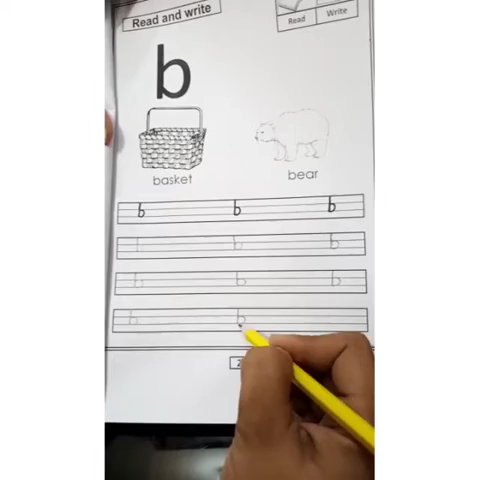 Read and write
Read Write
b
basket bear
b b b
b b b
b b b
b b